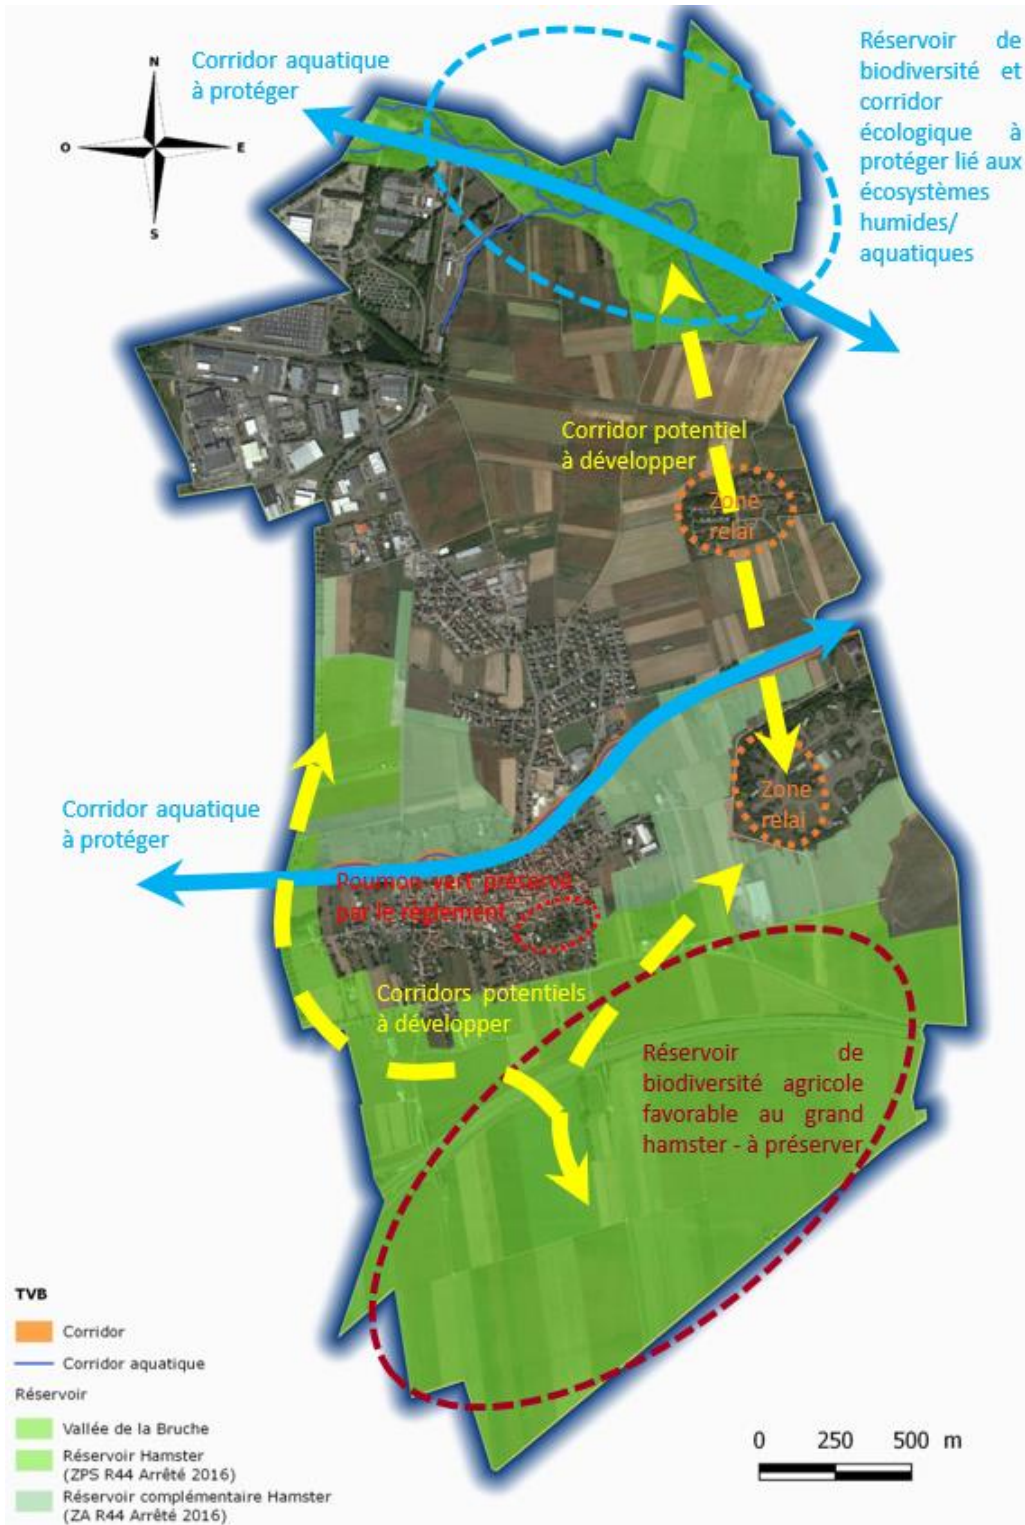 Corridor aquatique
à protéger
Réservoir de
biodiversité et
corridor
écologique à
protéger lié aux
écosystèmes
humides/
aquatiques
N
O
E
S
Corridor potentiel
à développer
Zone
relai
Zone
relai
Corridor aquatique
à protéger
Poumon vert préservé
par le règlement
Corridors potentiels
à développer
Réservoir de
biodiversité agricole
favorable au grand
hamster - à préserver
TVB
Corridor
Corridor aquatique
Réservoir
Vallée de la Bruche
Réservoir Hamster
(ZPS R44 Arrêté 2016)
Réservoir complémentaire Hamster
(ZA R44 Arrêté 2016)
0 250 500 m